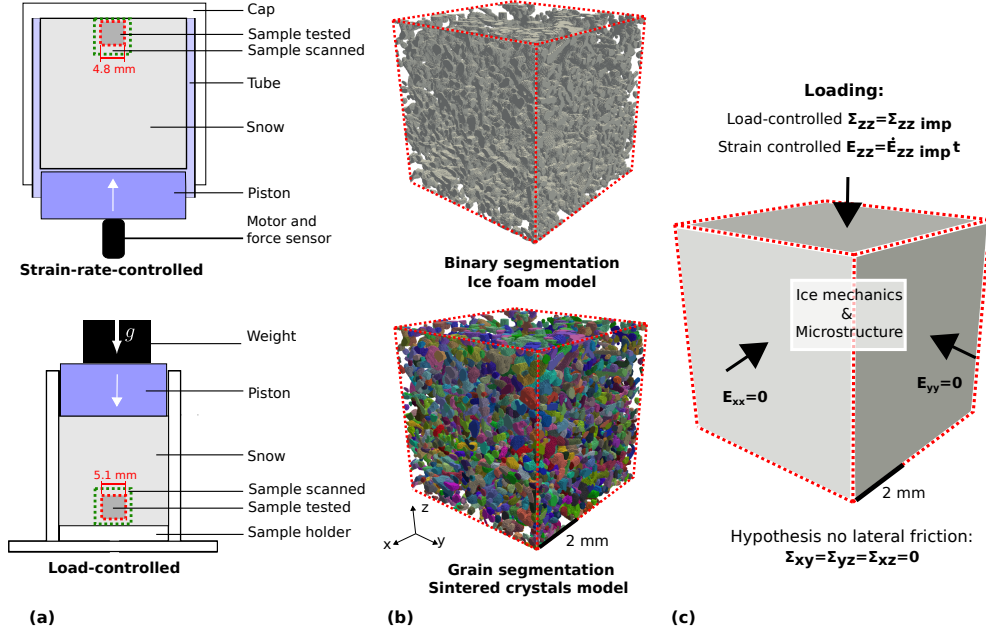 Cap
Sample tested
Sample scanned
4.8 mm
Tube
Snow
Piston
Motor and
force sensor
Strain-rate-controlled
g
Weight
Piston
Snow
5.1 mm
Sample scanned
Sample tested
Sample holder
Load-controlled
(a)
Binary segmentation
Ice foam model
z
x
y
2 mm
Grain segmentation
Sintered crystals model
(b)
Loading:
Load-controlled Σzz=Σzz imp
Strain controlled Ezz=Ėzz imp t
Ice mechanics
&
Microstructure
Exx=0
Eyy=0
2 mm
Hypothesis no lateral friction:
Σxy=Σyz=Σxz=0
(c)